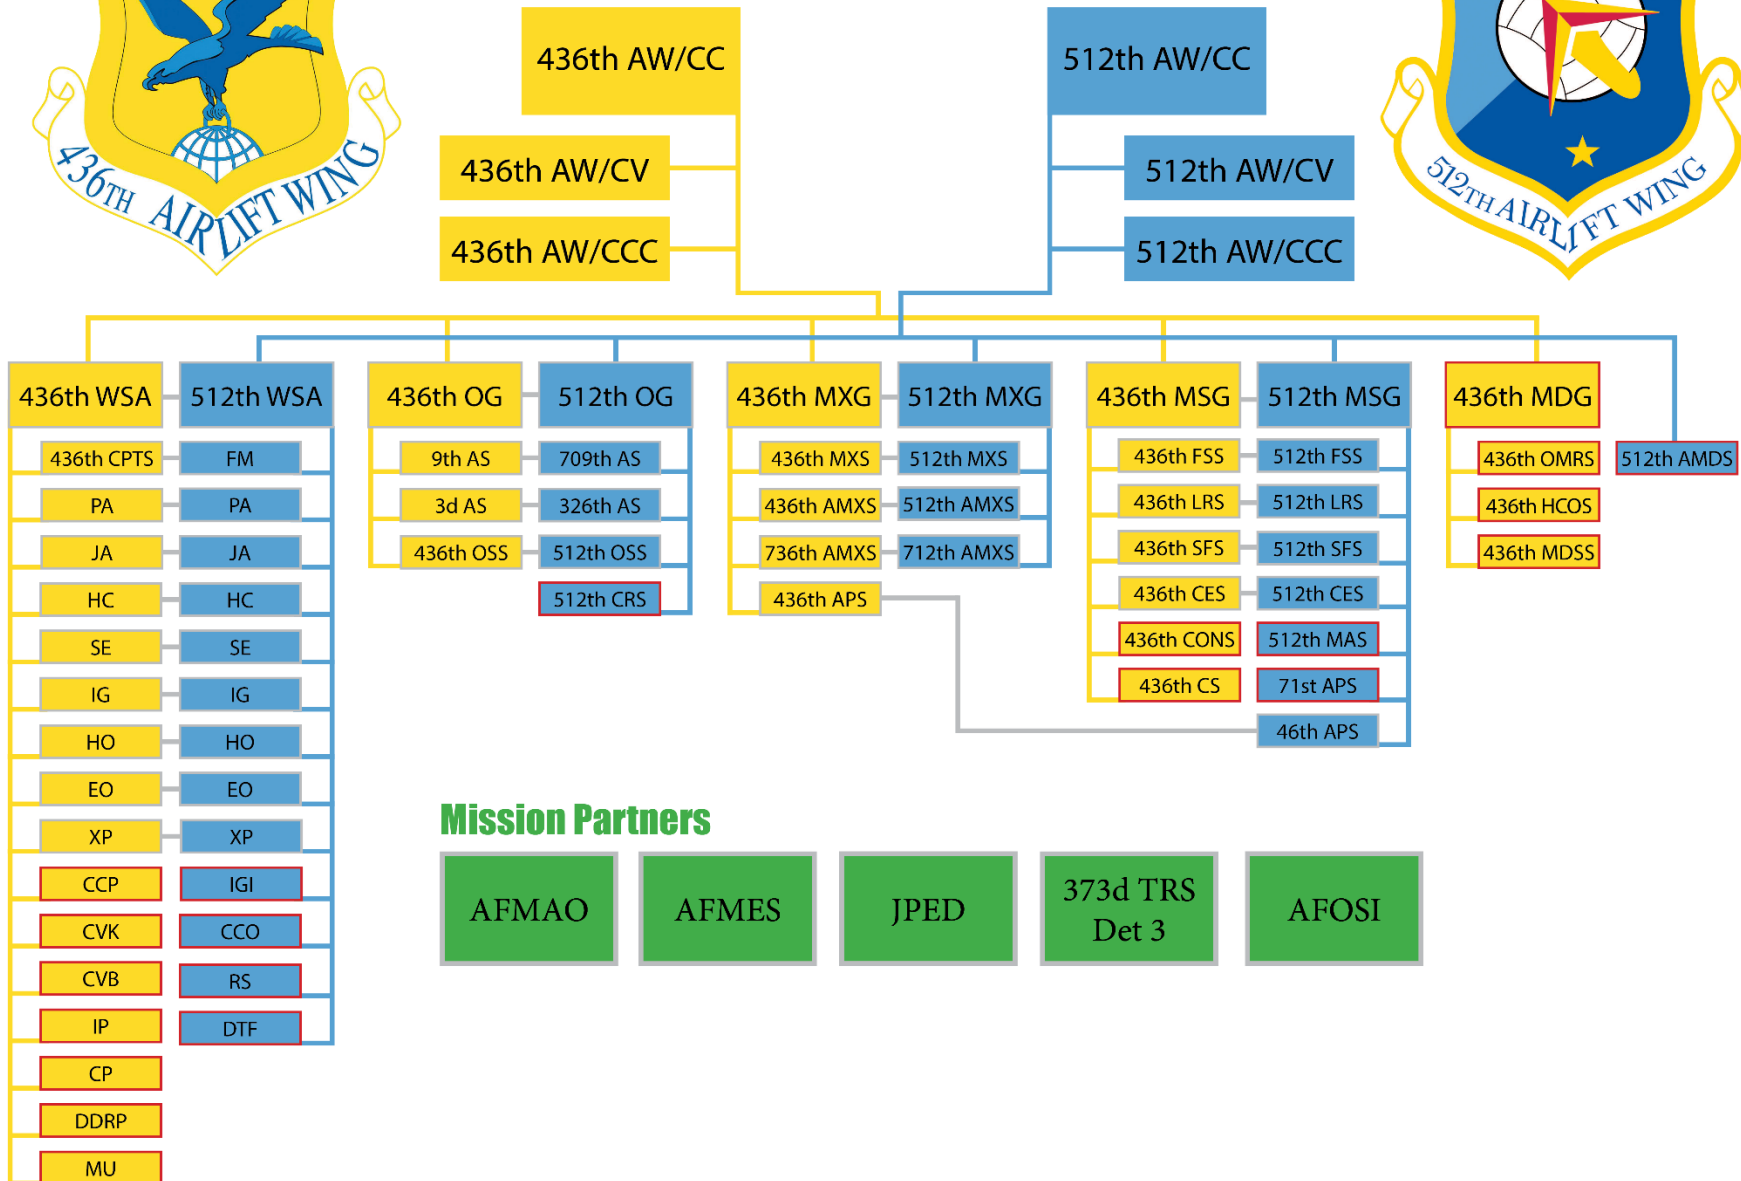 436TH AIRLIFT WING
436th AW/CC
512th AW/CC
436th AW/CV
512th AW/CV
436th AW/CCC
512th AW/CCC
512TH AIRLIFT WING
436th WSA
436th CPTS
PA
JA
HC
SE
IG
HO
EO
XP
CCP
CVK
CVB
IP
CP
DDRP
MU
512th WSA
FM
PA
JA
HC
SE
IG
HO
EO
XP
IGI
CCO
RS
DTF
436th OG
9th AS
3d AS
436th OSS
512th OG
709th AS
326th AS
512th OSS
512th CRS
436th MXG
436th MXS
436th AMXS
736th AMXS
436th APS
512th MXG
512th MXS
512th AMXS
712th AMXS
436th MSG
436th FSS
436th LRS
436th SFS
436th CES
436th CONS
436th CS
512th MSG
512th FSS
512th LRS
512th SFS
512th CES
512th MAS
71st APS
46th APS
436th MDG
436th OMRS
436th HCOS
436th MDSS
512th AMDS
Mission Partners
AFMAO
AFMES
JPED
373d TRS
Det 3
AFOSI